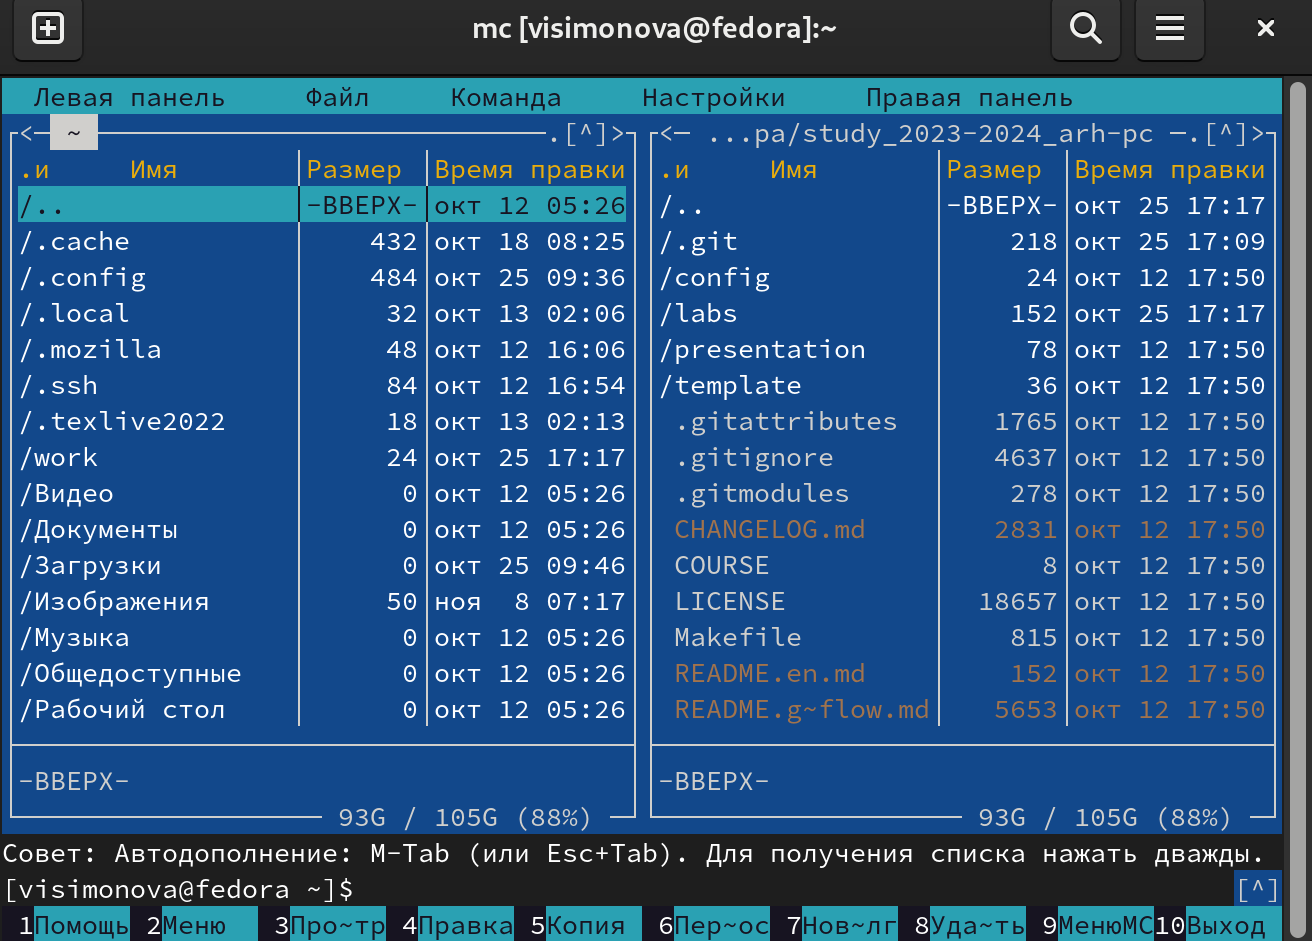 mc [visimonova@fedora]:~
Левая панель Файл Команда Настройки Правая панель
<─ ~ .[^]> <─ ...pa/study_2023-2024_arh-pc ─.[^]>
.и Имя Размер Время правки .и Имя Размер Время правки
/.. -ВВЕРХ- окт 12 05:26 /.. -ВВЕРХ- окт 25 17:17
/.cache 432 окт 18 08:25 /.git 218 окт 25 17:09
/.config 484 окт 25 09:36 /config 24 окт 12 17:50
/.local 32 окт 13 02:06 /labs 152 окт 25 17:17
/.mozilla 48 окт 12 16:06 /presentation 78 окт 12 17:50
/.ssh 84 окт 12 16:54 /template 36 окт 12 17:50
/.texlive2022 18 окт 13 02:13 .gitattributes 1765 окт 12 17:50
/work 24 окт 25 17:17 .gitignore 4637 окт 12 17:50
/Видео 0 окт 12 05:26 .gitmodules 278 окт 12 17:50
/Документы 0 окт 12 05:26 CHANGELOG.md 2831 окт 12 17:50
/Загрузки 0 окт 25 09:46 COURSE 8 окт 12 17:50
/Изображения 50 ноя 8 07:17 LICENSE 18657 окт 12 17:50
/Музыка 0 окт 12 05:26 Makefile 815 окт 12 17:50
/Общедоступные 0 окт 12 05:26 README.en.md 152 окт 12 17:50
/Рабочий стол 0 окт 12 05:26 README.g~flow.md 5653 окт 12 17:50
-ВВЕРХ- -ВВЕРХ-
93G / 105G (88%) 93G / 105G (88%)
Совет: Автодополнение: M-Tab (или Esc+Tab). Для получения списка нажать дважды.
[visimonova@fedora ~]$ [^]
1Помощь 2Меню 3Про~тр 4Правка 5Копия 6Пер~ос 7Нов~лг 8Уда~ть 9МенюMC 10Выход